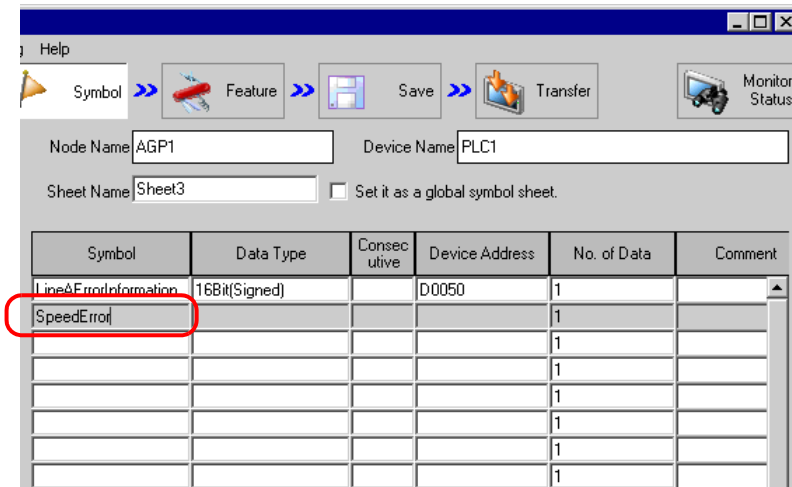 g Help
Symbol Feature Save Transfer Monitor Status
Node Name AGP1 Device Name PLC1
Sheet Name Sheet3 Set it as a global symbol sheet.
Symbol Data Type Consec utive Device Address No. of Data Comment
LineAErrorInformation 16Bit(Signed) D0050 1
SpeedError 1
1
1
1
1
1
1